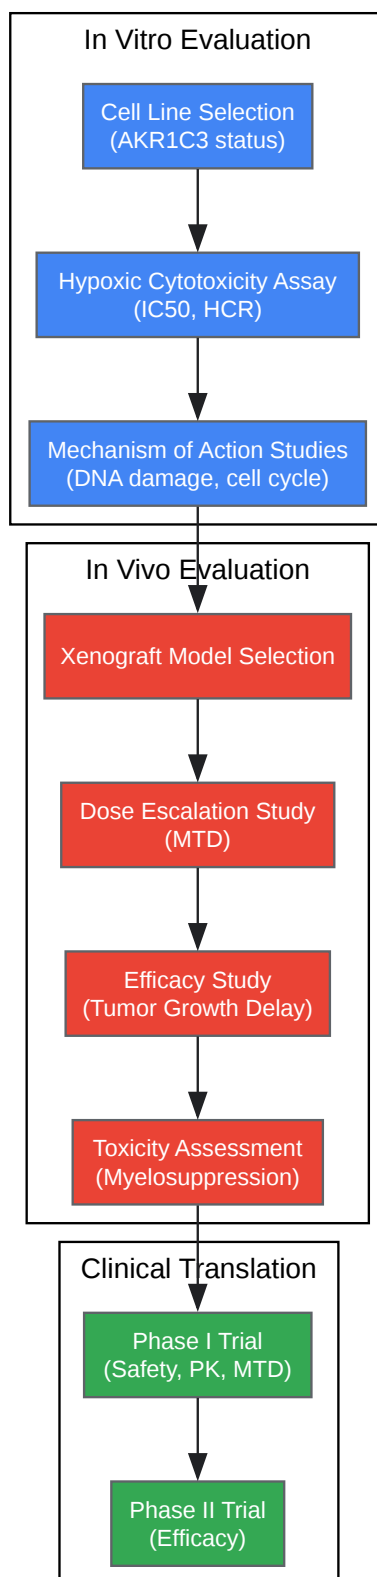 In Vitro Evaluation
Cell Line Selection
(AKR1C3 status)
Hypoxic Cytotoxicity Assay
(IC50, HCR)
Mechanism of Action Studies
(DNA damage, cell cycle)
In Vivo Evaluation
Xenograft Model Selection
Dose Escalation Study
(MTD)
Efficacy Study
(Tumor Growth Delay)
Toxicity Assessment
(Myelosuppression)
Clinical Translation
Phase I Trial
(Safety, PK, MTD)
Phase II Trial
(Efficacy)